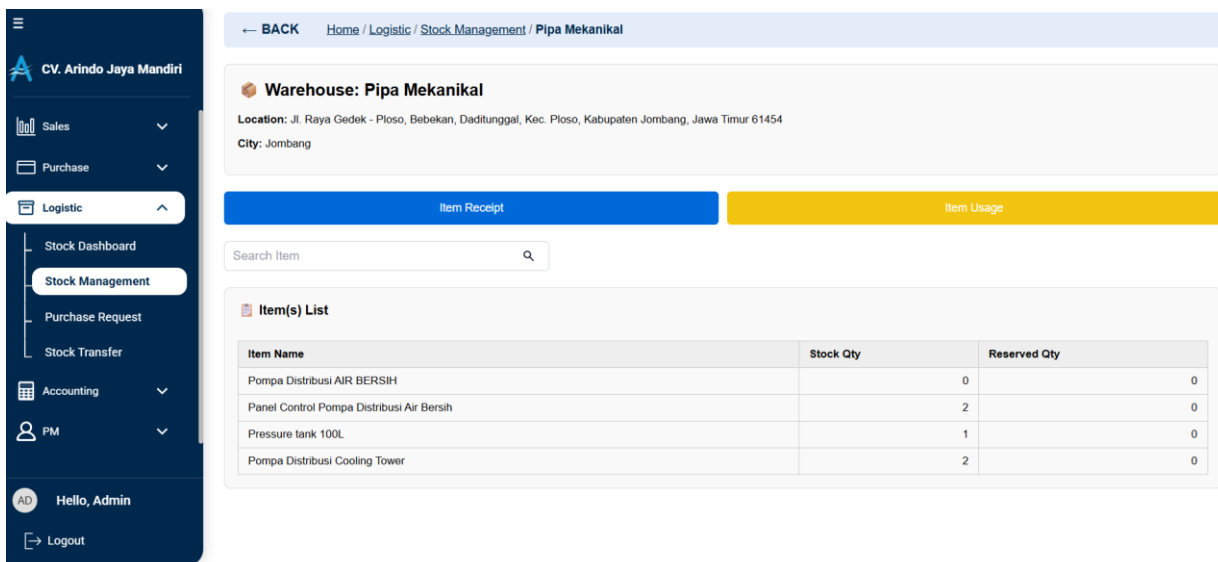 ← BACK Home / Logistic / Stock Management / Pipa Mekanikal
CV. Arindo Jaya Mandiri
Sales
Purchase
Logistic
Stock Dashboard
Stock Management
Purchase Request
Stock Transfer
Accounting
PM
AD Hello, Admin
Logout
Warehouse: Pipa Mekanikal
Location: Jl. Raya Gedek - Ploso, Bebekan, Daditunggal, Kec. Ploso, Kabupaten Jombang, Jawa Timur 61454
City: Jombang
Item Receipt Item Usage
Search Item
Item(s) List
Item Name Stock Qty Reserved Qty
Pompa Distribusi AIR BERSIH 0 0
Panel Control Pompa Distribusi Air Bersih 2 0
Pressure tank 100L 1 0
Pompa Distribusi Cooling Tower 2 0